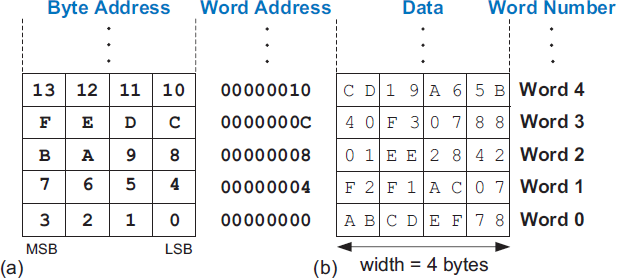 Byte Address Word Address Data Word Number
13 12 11 10 00000010 C D 1 9 A 6 5 B Word 4
F E D C 0000000C 4 0 F 3 0 7 8 8 Word 3
B A 9 8 00000008 0 1 E E 2 8 4 2 Word 2
7 6 5 4 00000004 F 2 F 1 A C 0 7 Word 1
3 2 1 0 00000000 A B C D E F 7 8 Word 0
(a) MSB LSB (b) width = 4 bytes